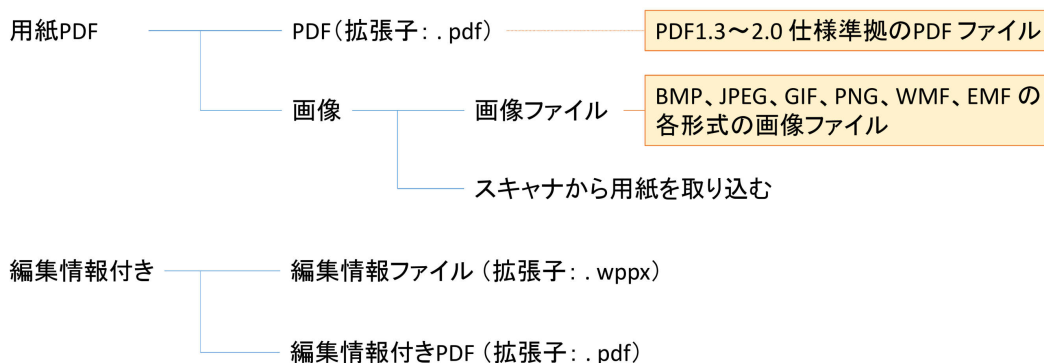 用紙PDF
PDF(拡張子：.pdf)
PDF1.3～2.0 仕様準拠のPDF ファイル
画像
画像ファイル
BMP、JPEG、GIF、PNG、WMF、EMF の
各形式の画像ファイル
スキャナから用紙を取り込む
編集情報付き
編集情報ファイル (拡張子：.wppx)
編集情報付きPDF (拡張子：.pdf)